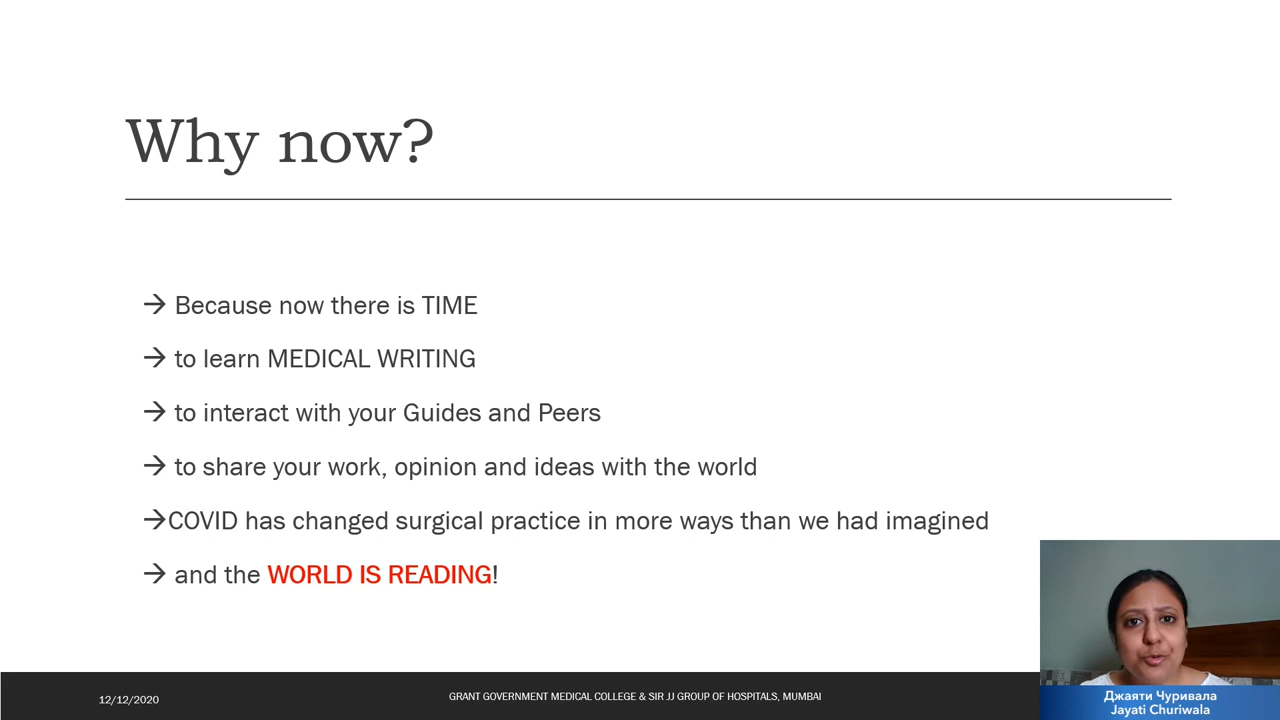 Why now?
→ Because now there is TIME
→ to learn MEDICAL WRITING
→ to interact with your Guides and Peers
→ to share your work, opinion and ideas with the world
→COVID has changed surgical practice in more ways than we had imagined
→ and the WORLD IS READING!
12/12/2020
GRANT GOVERNMENT MEDICAL COLLEGE & SIR JJ GROUP OF HOSPITALS, MUMBAI
Джаяти Чуривала
Jayati Churiwala